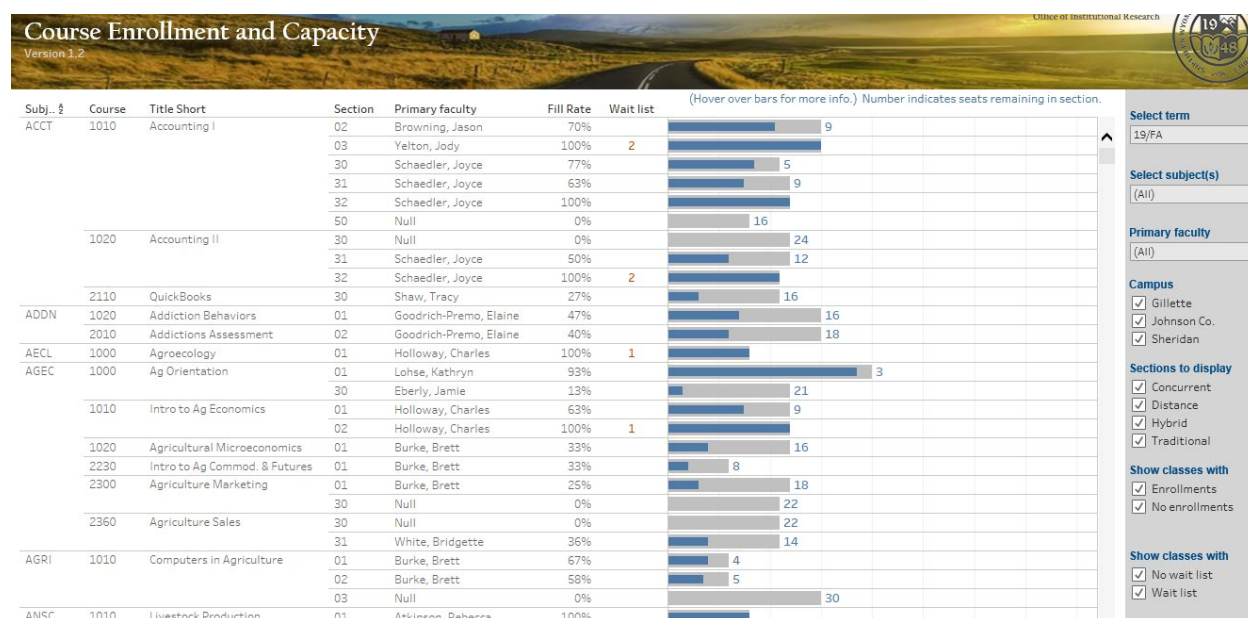 Office of Institutional Research
Course Enrollment and Capacity
Version 1.2
19
48
(Hover over bars for more info.) Number indicates seats remaining in section.
Subj.. Course Title Short Section Primary faculty Fill Rate Wait list
ACCT 1010 Accounting I 02 Browning, Jason 70% 9
03 Yelton, Jody 100% 2
30 Schaedler, Joyce 77% 5
31 Schaedler, Joyce 63% 9
32 Schaedler, Joyce 100%
50 Null 0% 16
1020 Accounting II 30 Null 0% 24
31 Schaedler, Joyce 50% 12
32 Schaedler, Joyce 100% 2
2110 QuickBooks 30 Shaw, Tracy 27% 16
ADDN 1020 Addiction Behaviors 01 Goodrich-Premo, Elaine 47% 16
2010 Addictions Assessment 02 Goodrich-Premo, Elaine 40% 18
AECL 1000 Agroecology 01 Holloway, Charles 100% 1
AGEC 1000 Ag Orientation 01 Lohse, Kathryn 93% 3
30 Eberly, Jamie 13% 21
1010 Intro to Ag Economics 01 Holloway, Charles 63% 9
02 Holloway, Charles 100% 1
1020 Agricultural Microeconomics 01 Burke, Brett 33% 16
2230 Intro to Ag Commod. & Futures 01 Burke, Brett 33% 8
2300 Agriculture Marketing 01 Burke, Brett 25% 18
30 Null 0% 22
2360 Agriculture Sales 30 Null 0% 22
31 White, Bridgette 36% 14
AGRI 1010 Computers in Agriculture 01 Burke, Brett 67% 4
02 Burke, Brett 58% 5
03 Null 0% 30
ANSC 1010 Livestock Production 01 Atkinson, Rebecca 100%
Select term
19/FA
Select subject(s)
(All)
Primary faculty
(All)
Campus
Gillette
Johnson Co.
Sheridan
Sections to display
Concurrent
Distance
Hybrid
Traditional
Show classes with
Enrollments
No enrollments
Show classes with
No wait list
Wait list